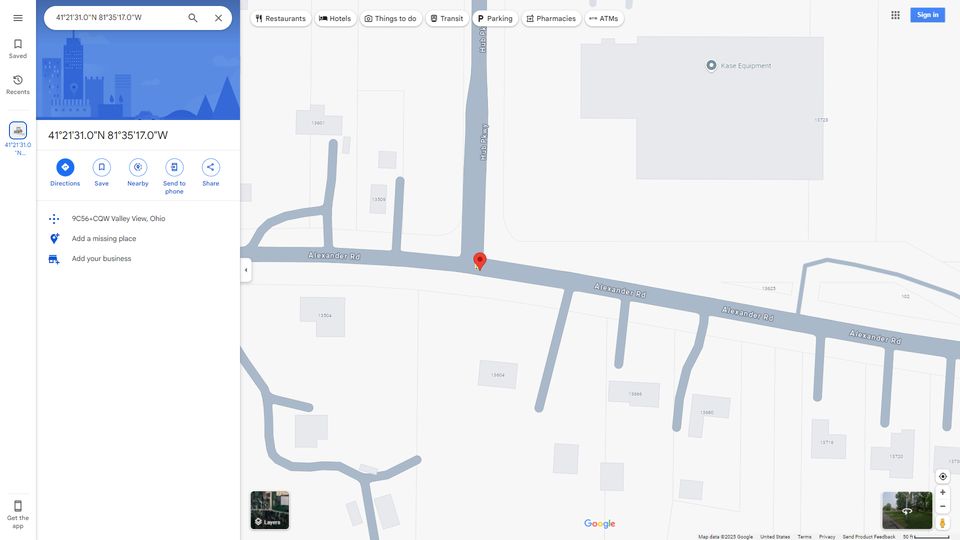 41°21'31.0"N 81°35'17.0"W
Restaurants
Hotels
Things to do
Transit
Parking
Pharmacies
ATMs
Sign in
Saved
Recents
41°21'31.0
"N...
41°21'31.0"N 81°35'17.0"W
Directions
Save
Nearby
Send to
phone
Share
9C56+CQW Valley View, Ohio
Add a missing place
Add your business
Get the
app
Hub Pkwy
Kase Equipment
13723
13607
13509
Alexander Rd
Alexander Rd
Alexander Rd
Alexander Rd
13625
102
13504
13604
13666
13680
13716
13720
Layers
Google
Map data ©2025 Google
United States
Terms
Privacy
Send Product Feedback
50 ft